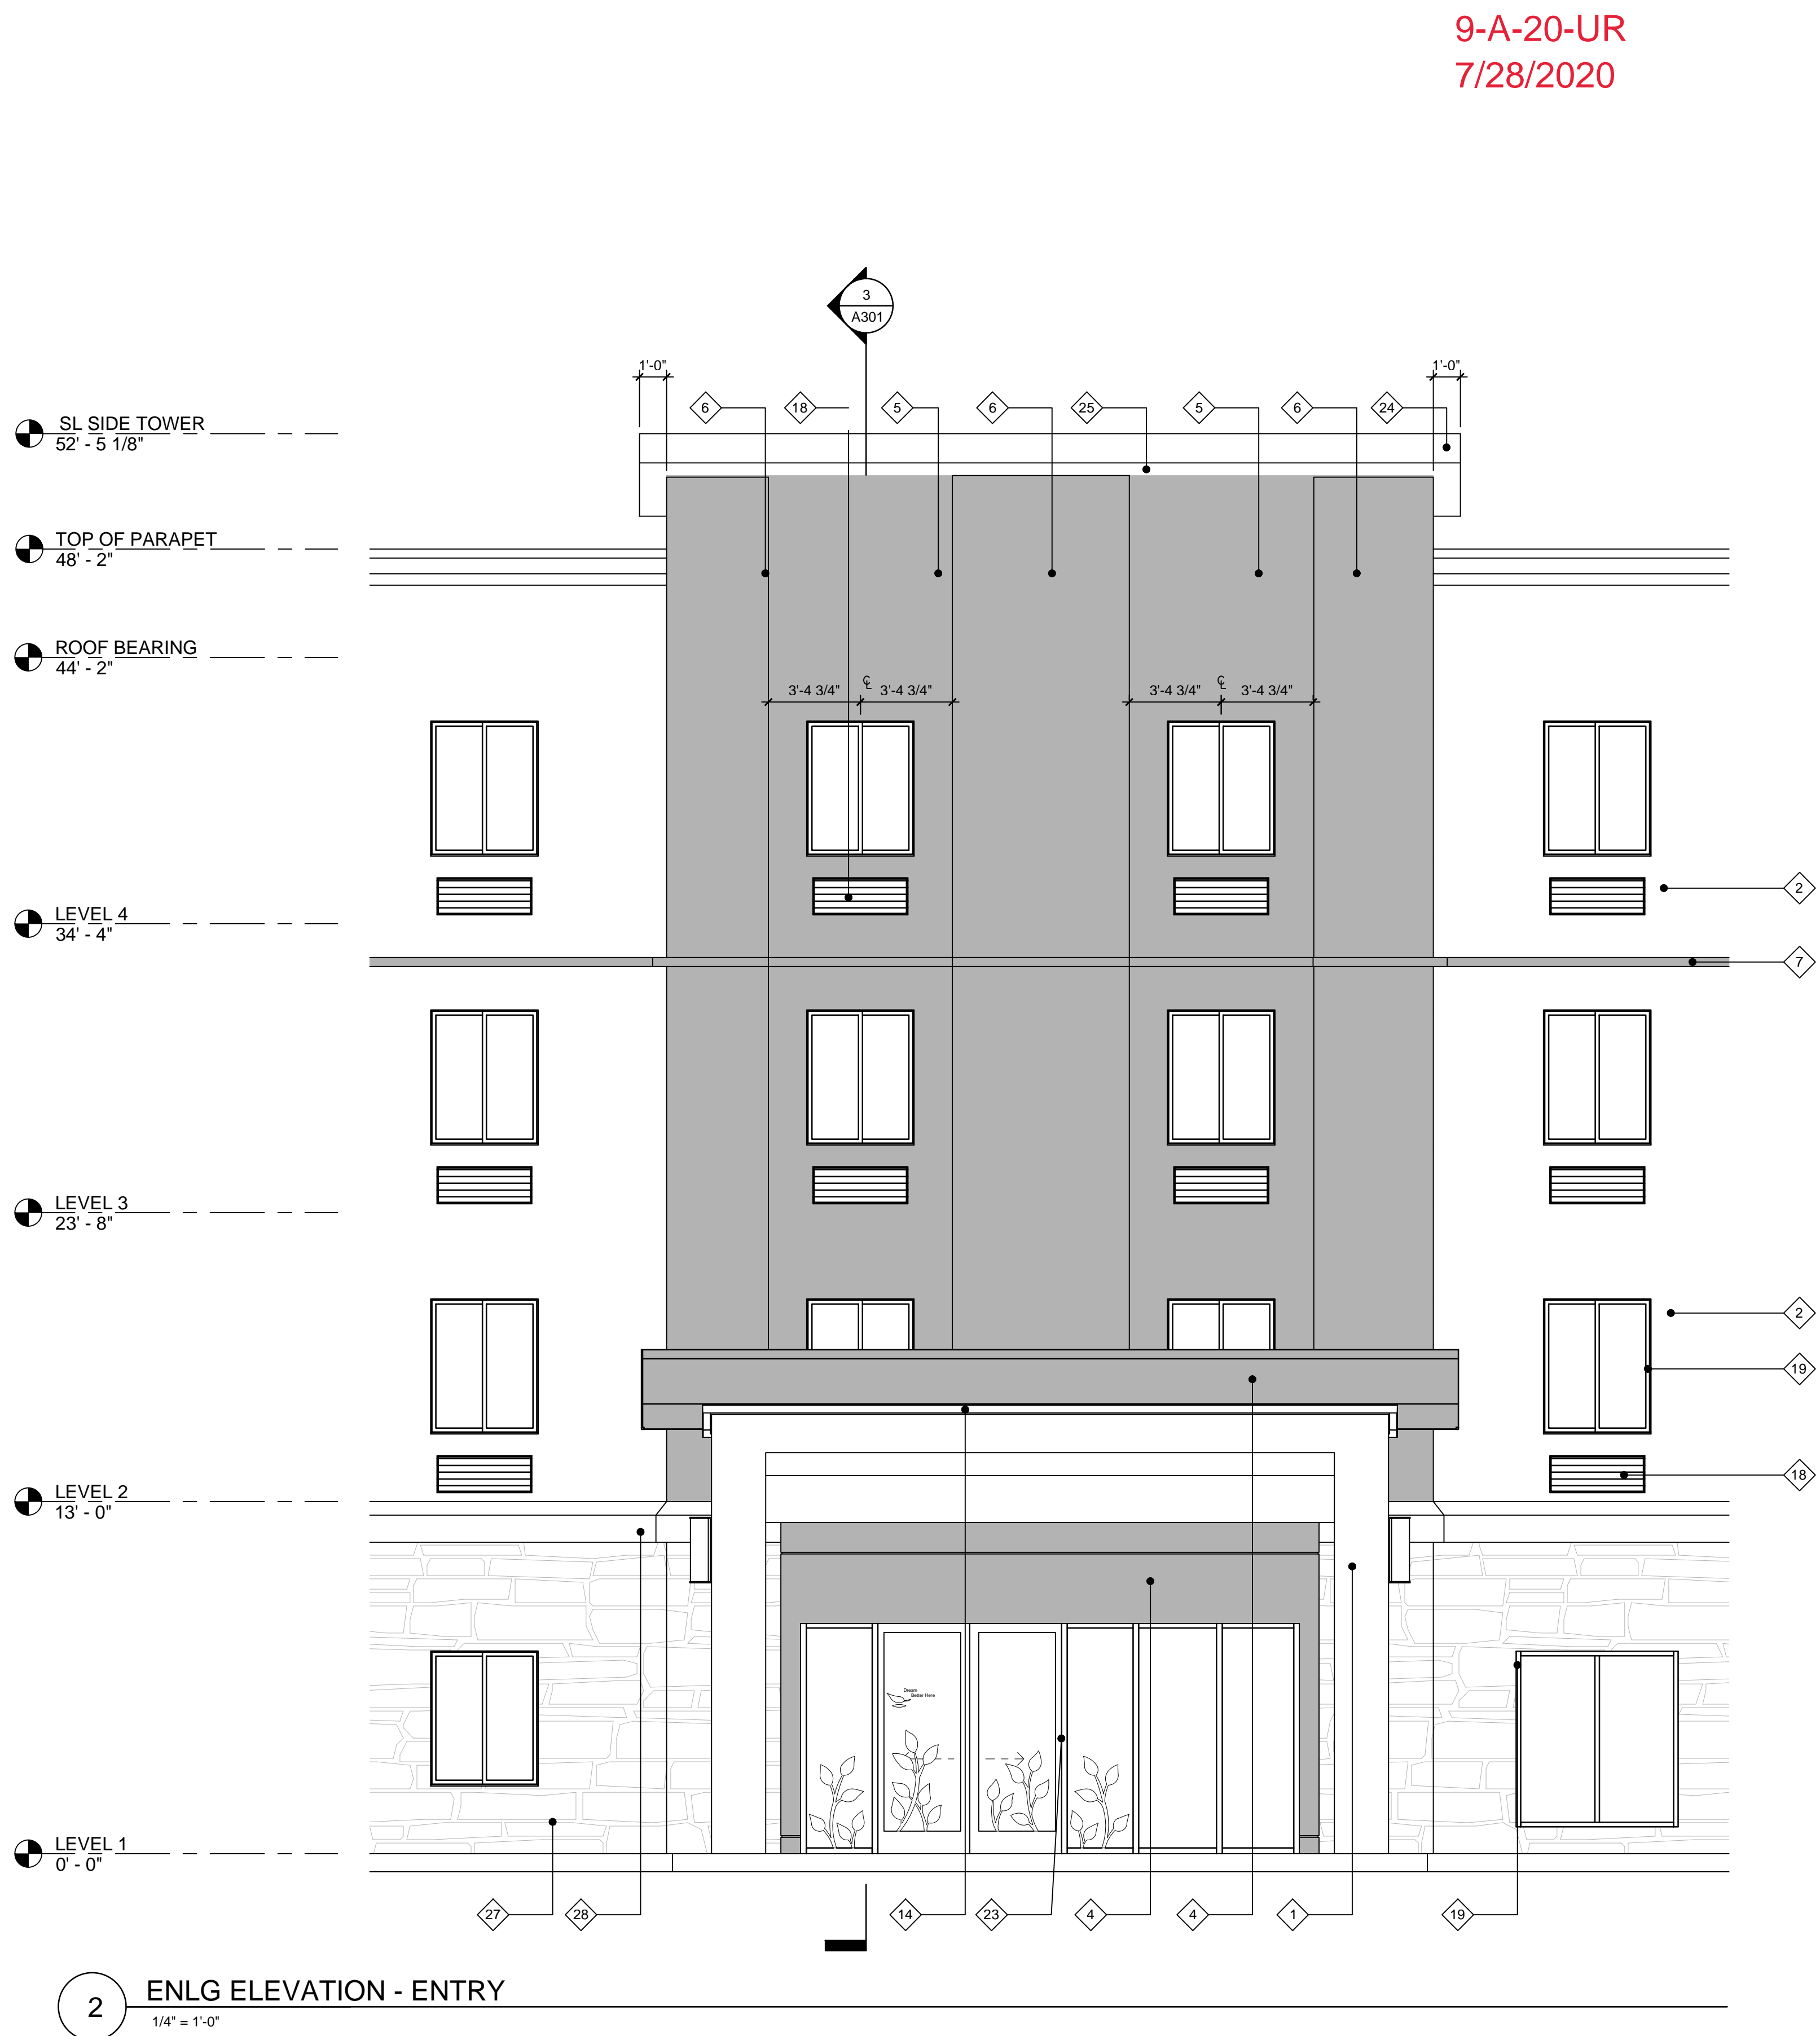 9-A-20-UR
7/28/2020
3
A301
1'-0"
1'-0"
6
18
5
6
25
5
6
24
SL SIDE TOWER
52' - 5 1/8"
TOP OF PARAPET
48' - 2"
ROOF BEARING
44' - 2"
3'-4 3/4"
℄
3'-4 3/4"
3'-4 3/4"
℄
3'-4 3/4"
2
LEVEL 4
34' - 4"
7
LEVEL 3
23' - 8"
2
19
18
LEVEL 2
13' - 0"
Dream
Better Here
LEVEL 1
0' - 0"
27
28
14
23
4
4
1
19
2
ENLG ELEVATION - ENTRY
1/4" = 1'-0"